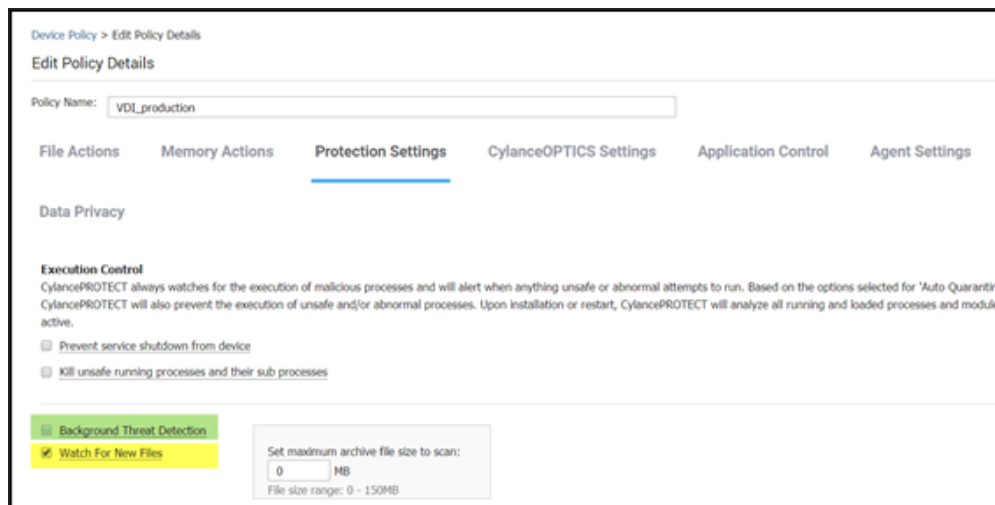 Device Policy > Edit Policy Details
Edit Policy Details
Policy Name: VDI_production
File Actions Memory Actions Protection Settings CylanceOPTICS Settings Application Control Agent Settings
Data Privacy
Execution Control
CylancePROTECT always watches for the execution of malicious processes and will alert when anything unsafe or abnormal attempts to run. Based on the options selected for 'Auto Quarantin
CylancePROTECT will also prevent the execution of unsafe and/or abnormal processes. Upon installation or restart, CylancePROTECT will analyze all running and loaded processes and module
active.
Prevent service shutdown from device
Kill unsafe running processes and their sub processes
Background Threat Detection
Watch For New Files
Set maximum archive file size to scan:
0 MB
File size range: 0 - 150MB